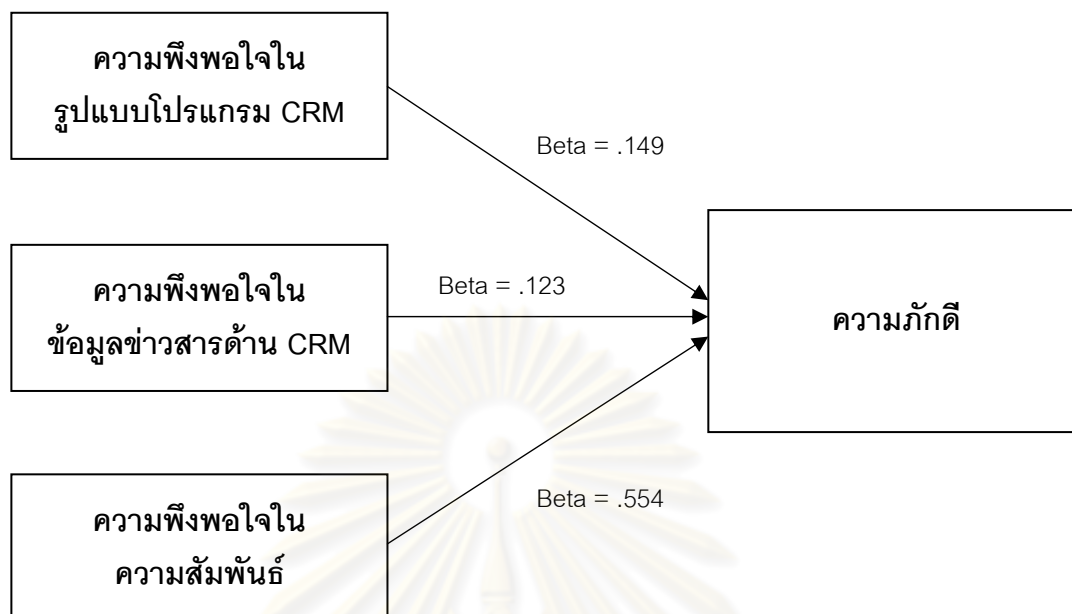 ความพึงพอใจใน
รูปแบบโปรแกรม CRM
Beta = .149
ความพึงพอใจใน
ข้อมูลข่าวสารด้าน CRM
Beta = .123
ความภักดี
ความพึงพอใจใน
ความสัมพันธ์
Beta = .554